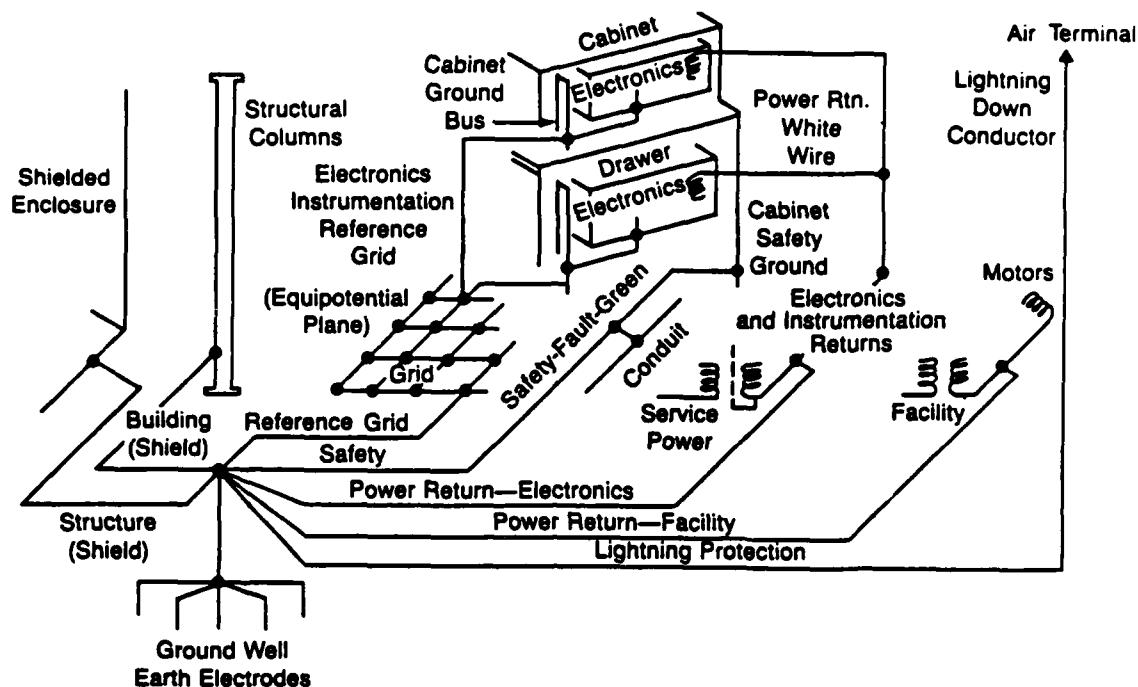 Cabinet
Air Terminal
Cabinet
Ground
Bus
Electronics
Lightning
Down
Conductor
Structural
Columns
Power Rtn.
White
Wire
Drawer
Shielded
Enclosure
Electronics
Instrumentation
Reference
Grid
Electronics
Cabinet
Safety
Ground
Motors
(Equipotential
Plane)
Electronics
and Instrumentation
Returns
Safety-Fault-Green
Conduit
Grid
Building
(Shield)
Reference Grid
Service
Power
Facility
Safety
Power Return—Electronics
Structure
(Shield)
Power Return—Facility
Lightning Protection
Ground Well
Earth Electrodes